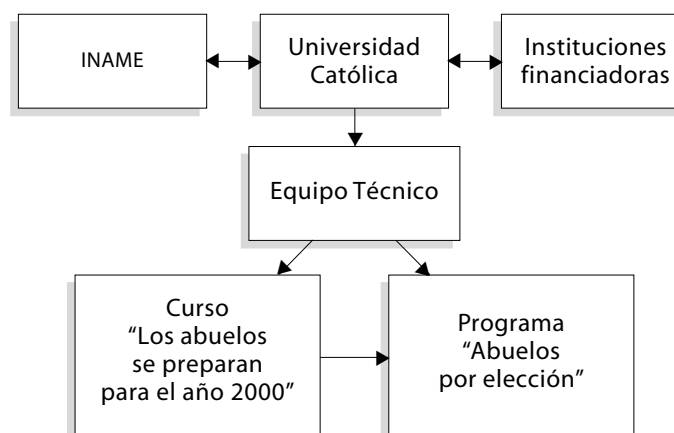 INAME
Universidad
Católica
Instituciones
financiadoras
Equipo Técnico
Curso
“Los abuelos
se preparan
para el año 2000”
Programa
“Abuelos
por elección”